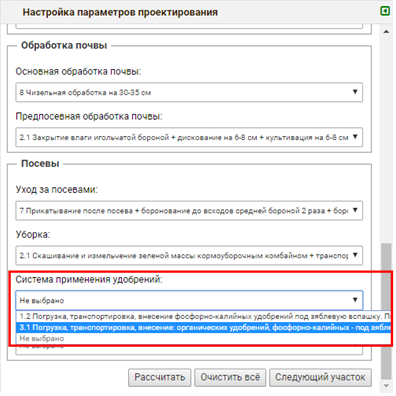 Настройка параметров проектирования
Обработка почвы
Основная обработка почвы:
8 Чизельная обработка на 30-35 см
Предпосевная обработка почвы:
2.1 Закрытие влаги игольчатой бороной + дискование на 6-8 см + культивация на 6-8 см
Посевы
Уход за посевами:
7 Прикатывание после посева + боронование до всходов средней бороной 2 раза + бор
Уборка:
2.1 Скашивание и измельчение зеленой массы кормоуборочным комбайном + транспор
Система применения удобрений:
Не выбрано
1.2 Погрузка, транспортировка, внесение фосфорно-калийных удобрений под зяблевую вспашку. П
3.1 Погрузка, транспортировка, внесение: органических удобрений, фосфорно-калийных - под зябле
Не выбрано
Не выбрано
Рассчитать Очистить всё Следующий участок